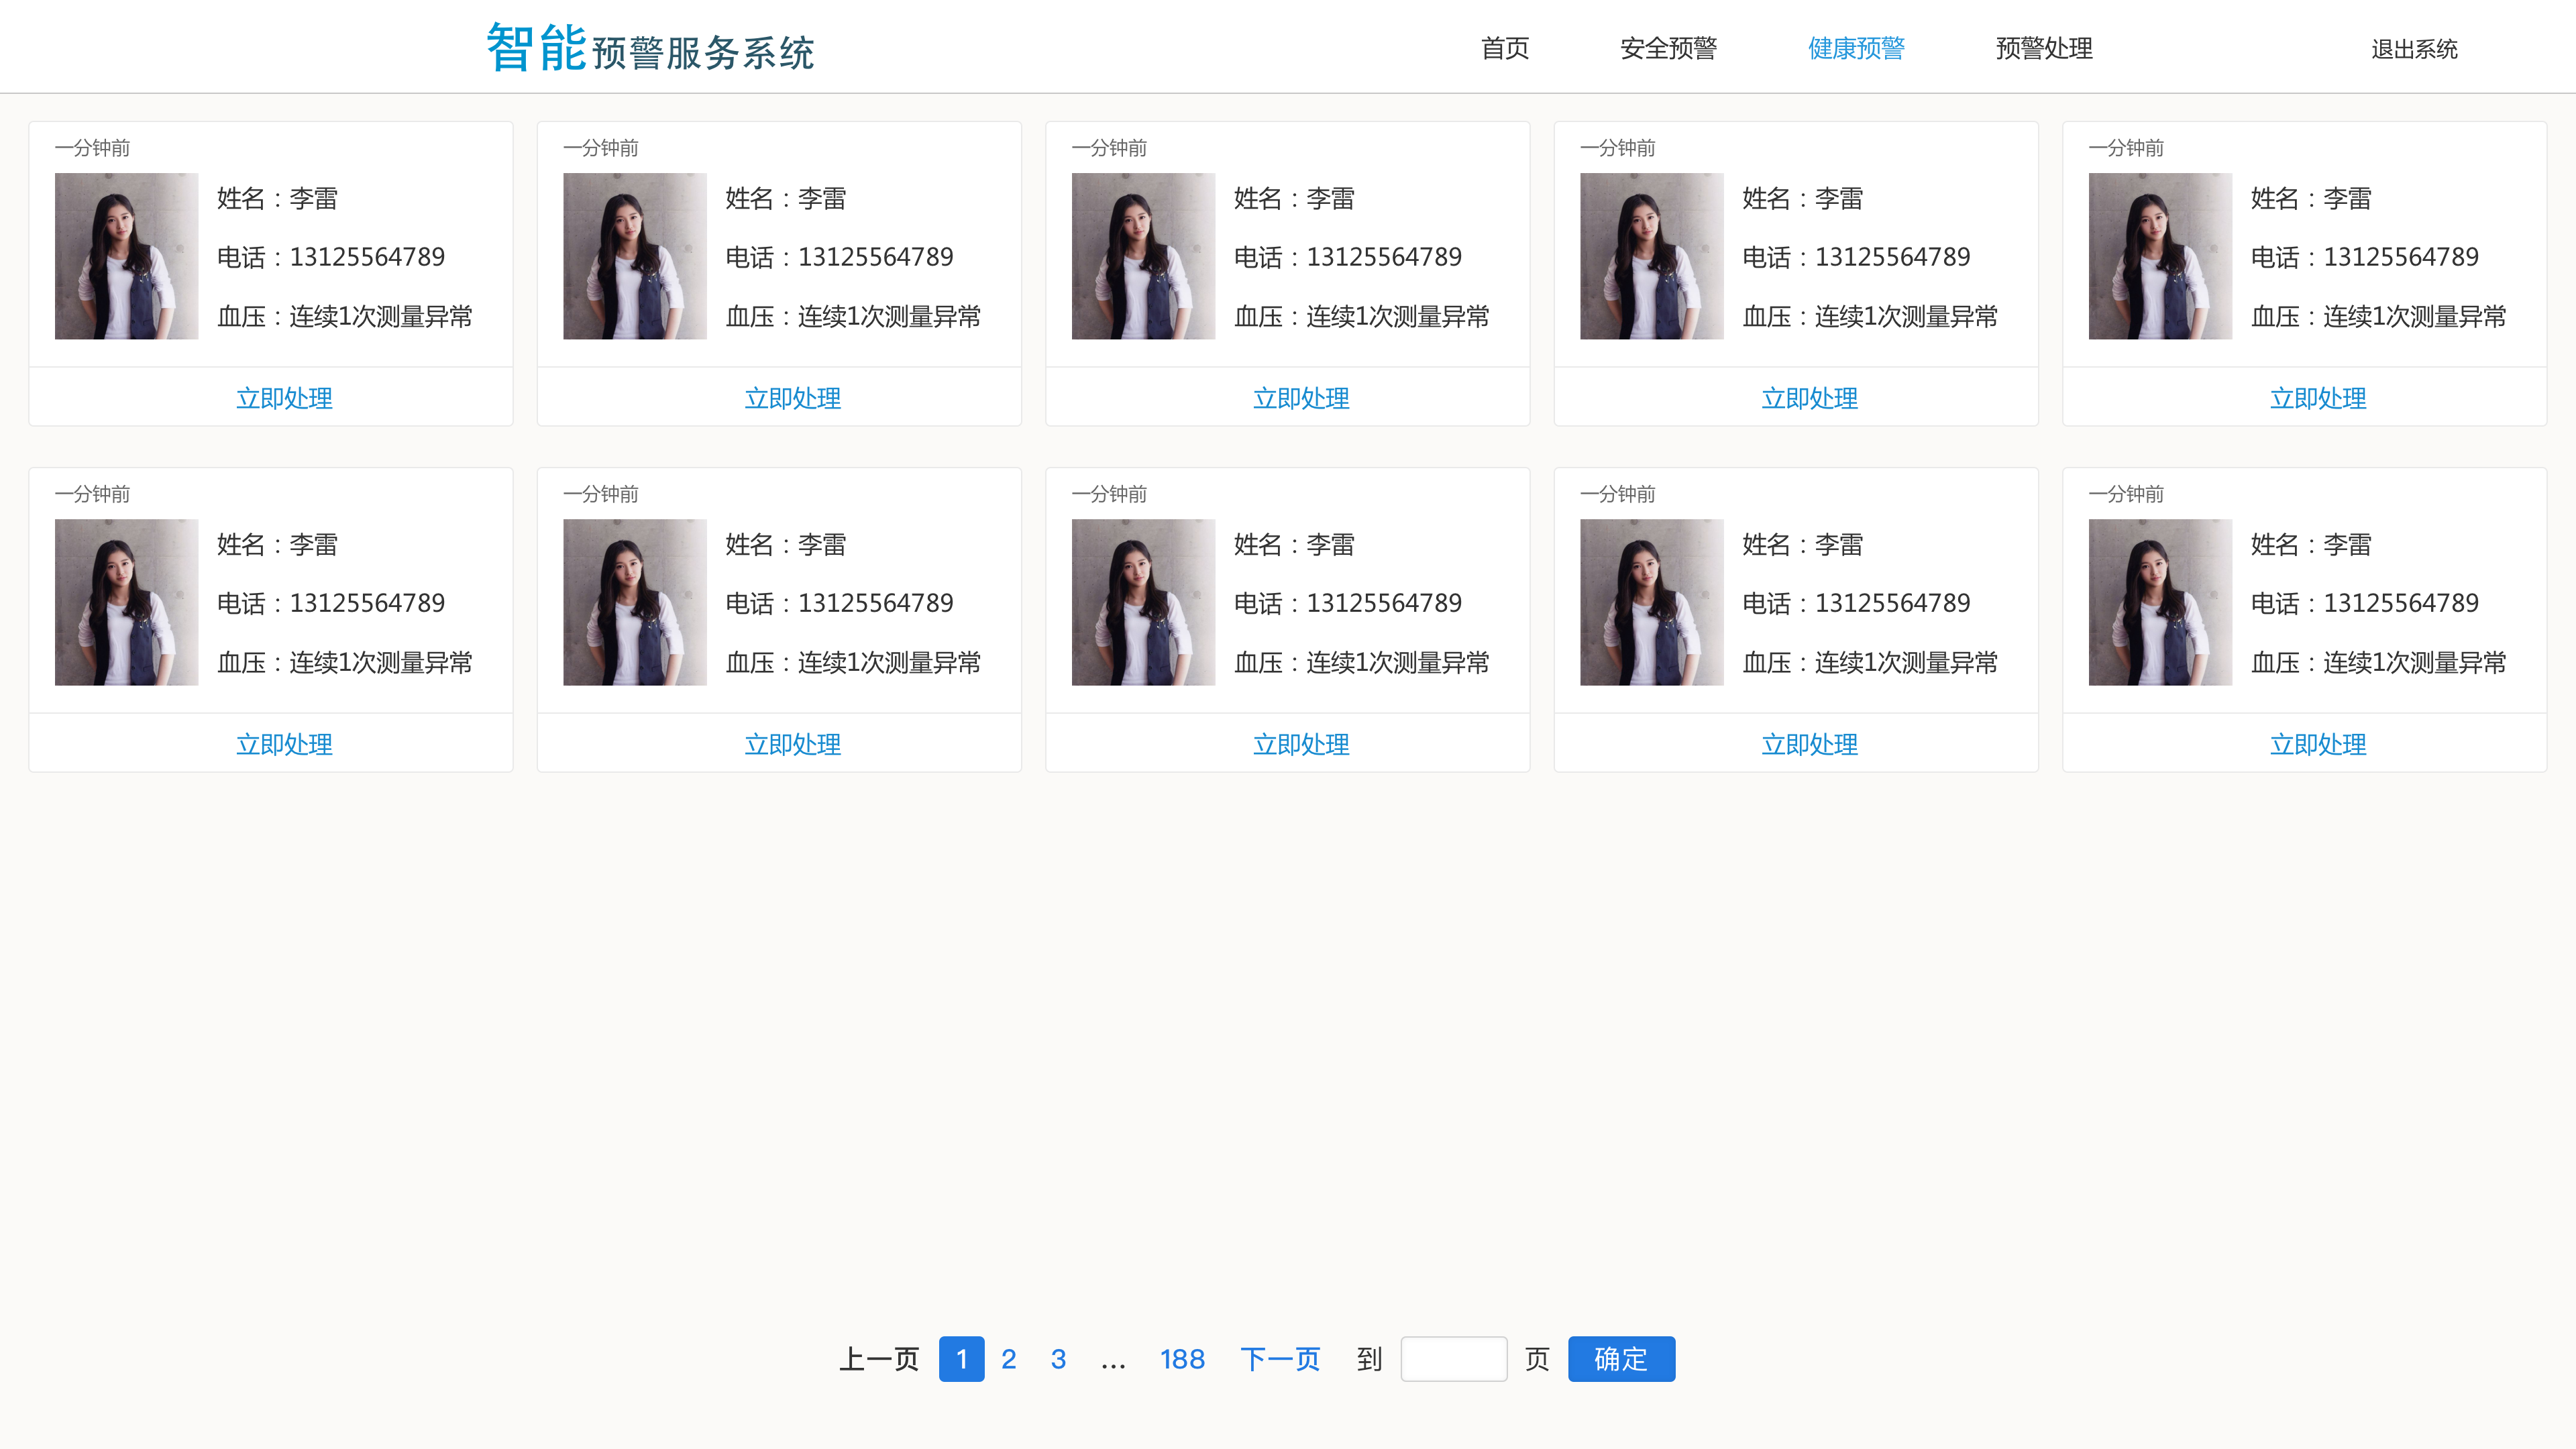 智能预警服务系统 首页 安全预警 健康预警 预警处理 退出系统
一分钟前
姓名：李雷
电话：13125564789
血压：连续1次测量异常
立即处理
一分钟前
姓名：李雷
电话：13125564789
血压：连续1次测量异常
立即处理
一分钟前
姓名：李雷
电话：13125564789
血压：连续1次测量异常
立即处理
一分钟前
姓名：李雷
电话：13125564789
血压：连续1次测量异常
立即处理
一分钟前
姓名：李雷
电话：13125564789
血压：连续1次测量异常
立即处理
一分钟前
姓名：李雷
电话：13125564789
血压：连续1次测量异常
立即处理
一分钟前
姓名：李雷
电话：13125564789
血压：连续1次测量异常
立即处理
一分钟前
姓名：李雷
电话：13125564789
血压：连续1次测量异常
立即处理
一分钟前
姓名：李雷
电话：13125564789
血压：连续1次测量异常
立即处理
一分钟前
姓名：李雷
电话：13125564789
血压：连续1次测量异常
立即处理
上一页 1 2 3 ... 188 下一页 到 页 确定